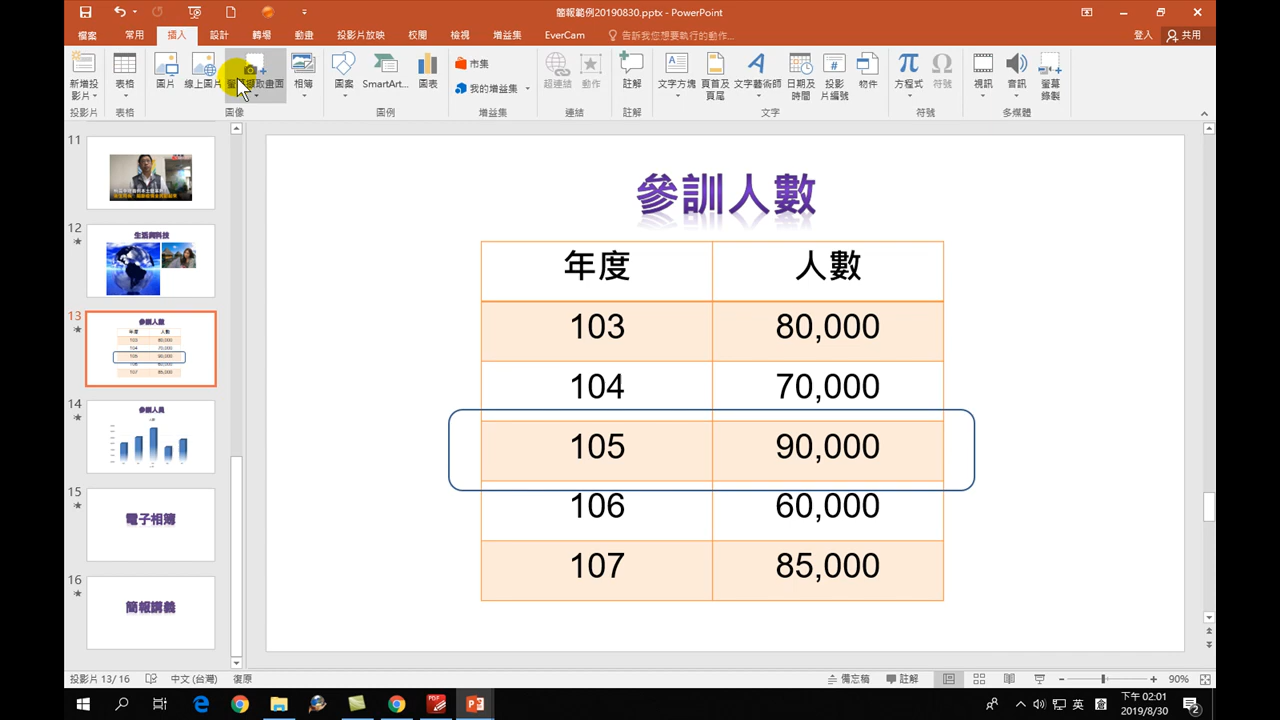 簡報範例20190830.pptx - PowerPoint
檔案 常用 插入 設計 轉場 動畫 投影片放映 校閱 檢視 增益集 EverCam 告訴我您想要執行的動作... 登入 共用
新增投影片 表格 圖片 線上圖片 螢幕擷取畫面 相簿 圖案 SmartArt... 圖表 市集 我的增益集 超連結 動作 註解 文字方塊 頁首及頁尾 文字藝術師 日期及時間 投影片編號 物件 方程式 符號 視訊 音訊 螢幕錄製
投影片 表格 圖像 圖例 增益集 連結 註解 文字 符號 多媒體
11
12
生活與科技
13
參訓人數
14
參訓人員
15
電子相簿
16
簡報講義
參訓人數
年度 人數
103 80,000
104 70,000
105 90,000
106 60,000
107 85,000
投影片 13/16 中文 (台灣) 復原 備忘稿 註解 90%
英 下午 02:01
2019/8/30 2